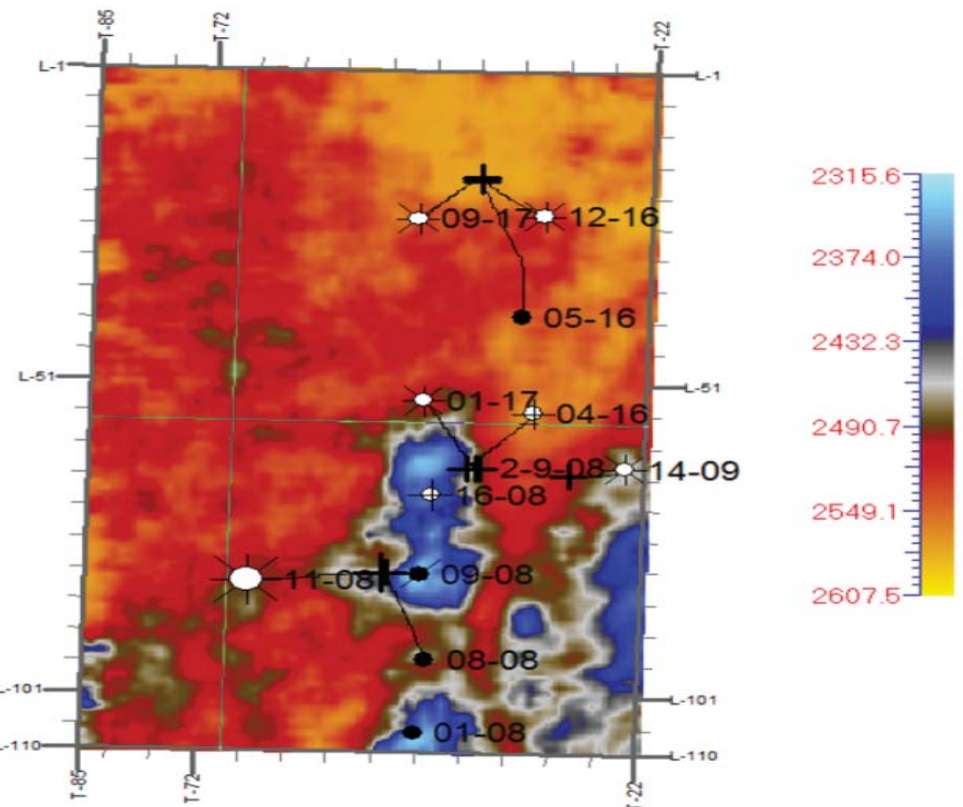 T-85
T-72
T-22
L-1
L-1
2315.6
09-17
12-16
2374.0
05-16
2432.3
L-51
L-51
01-17
04-16
2490.7
2-9-08
14-09
16-08
2549.1
11-08
09-08
2607.5
08-08
L-101
L-101
01-08
L-110
L-110
T-85
T-72
T-22